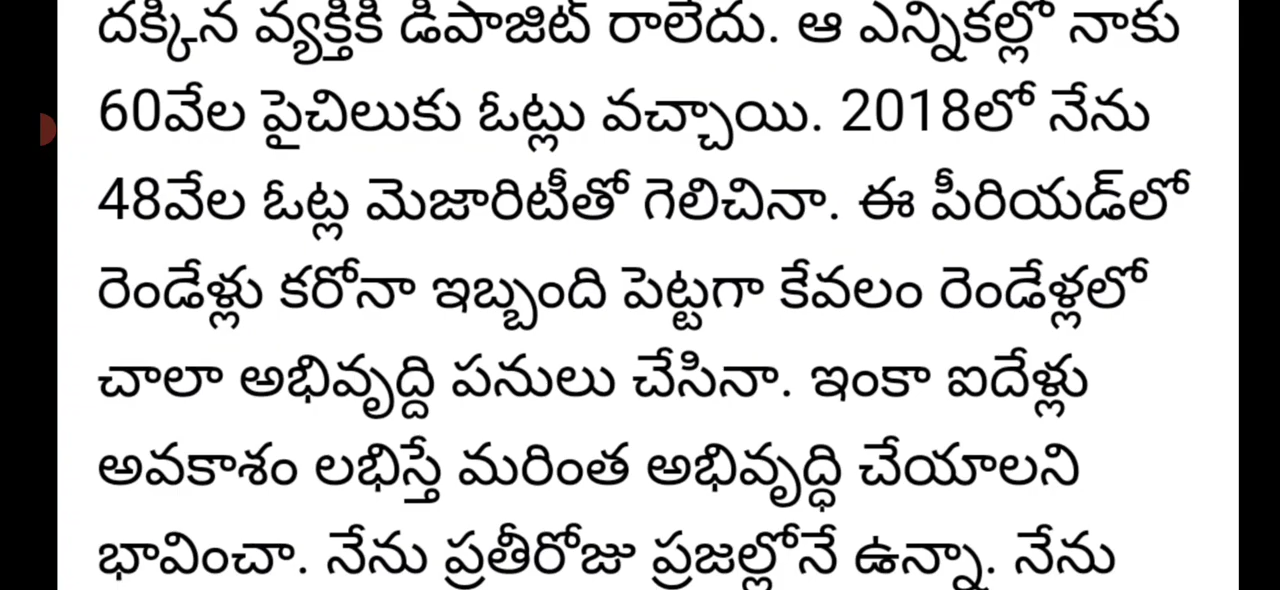 దక్కిన వ్యక్తికి డిపాజిట్ రాలేదు. ఆ ఎన్నికల్లో నాకు
60వేల పైచిలుకు ఓట్లు వచ్చాయి. 2018లో నేను
48వేల ఓట్ల మెజారిటీతో గెలిచినా. ఈ పీరియడ్‌లో
రెండేళ్లు కరోనా ఇబ్బంది పెట్టగా కేవలం రెండేళ్లలో
చాలా అభివృద్ది పనులు చేసినా. ఇంకా ఐదేళ్లు
అవకాశం లభిస్తే మరింత అభివృద్ధి చేయాలని
భావించా. నేను ప్రతీరోజు ప్రజల్లోనే ఉన్నా. నేను